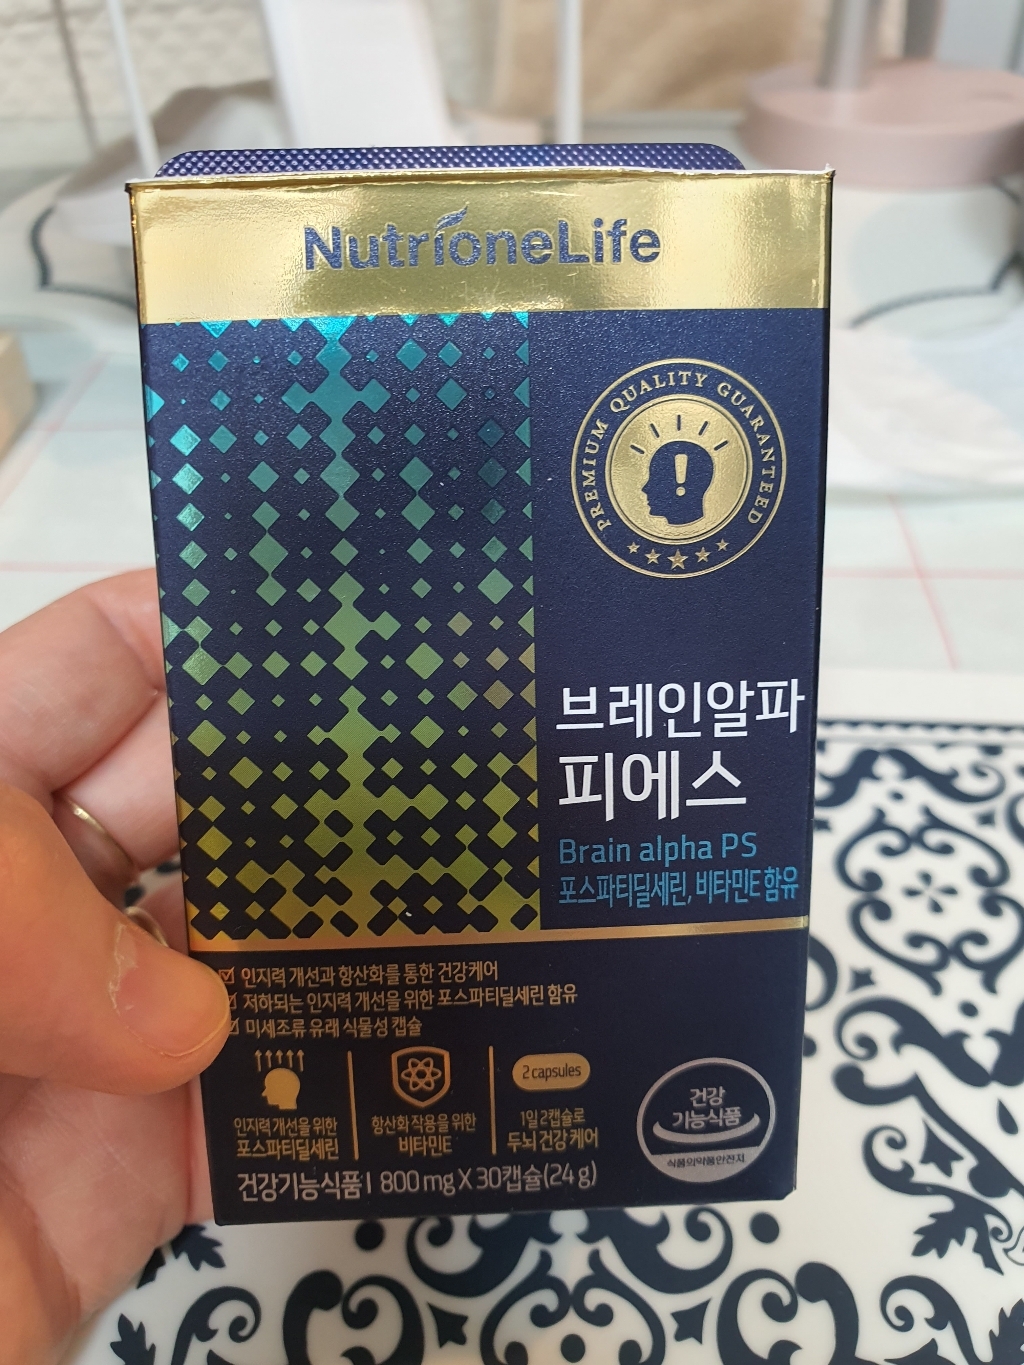 NutrioneLife
PREMIUM QUALITY GUARANTEED
브레인알파
피에스
Brain alpha PS
포스파티딜세린, 비타민E 함유
인지력 개선과 항산화를 통한 건강케어
저하되는 인지력 개선을 위한 포스파티딜세린 함유
미세조류 유래 식물성 캡슐
인지력 개선을 위한
포스파티딜세린
항산화 작용을 위한
비타민E
2 capsules
1일 2캡슐로
두뇌 건강 케어
건강
기능식품
식품의약품안전처
건강기능식품 | 800 mg X 30캡슐(24 g)